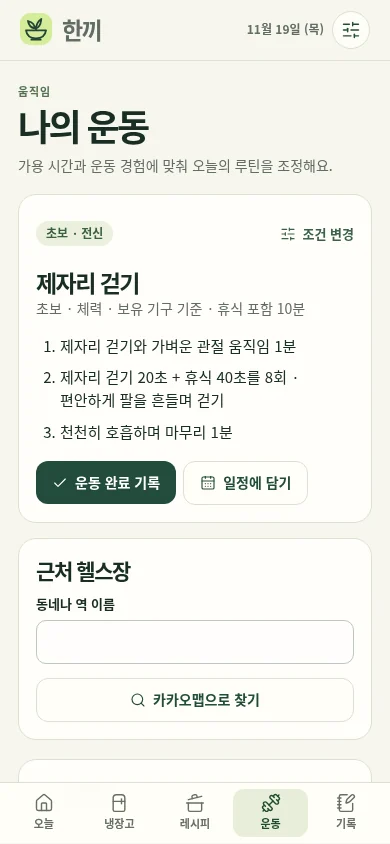 한끼
11월 19일 (목)
움직임
나의 운동
가용 시간과 운동 경험에 맞춰 오늘의 루틴을 조정해요.
초보 · 전신
조건 변경
제자리 걷기
초보 · 체력 · 보유 기구 기준 · 휴식 포함 10분
1. 제자리 걷기와 가벼운 관절 움직임 1분
2. 제자리 걷기 20초 + 휴식 40초를 8회 ·
편안하게 팔을 흔들며 걷기
3. 천천히 호흡하며 마무리 1분
운동 완료 기록
일정에 담기
근처 헬스장
동네나 역 이름
카카오맵으로 찾기
오늘
냉장고
레시피
운동
기록